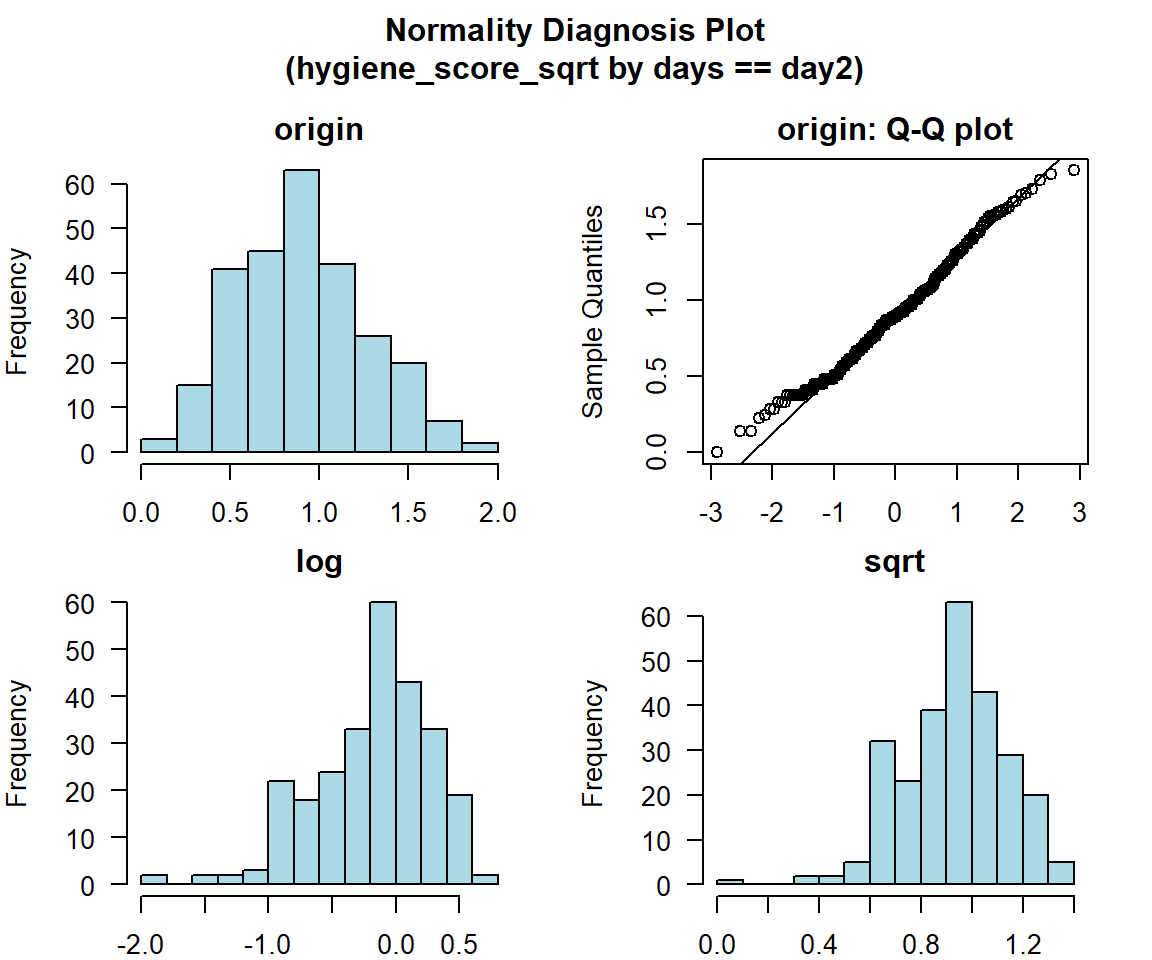 Normality Diagnosis Plot
(hygiene_score_sqrt by days == day2)
origin
Frequency
60
50
40
30
20
10
0
0.0 0.5 1.0 1.5 2.0
origin: Q-Q plot
Sample Quantiles
1.5
1.0
0.5
0.0
-3 -2 -1 0 1 2 3
log
Frequency
60
50
40
30
20
10
0
-2.0 -1.0 0.0 0.5
sqrt
Frequency
60
50
40
30
20
10
0
0.0 0.4 0.8 1.2